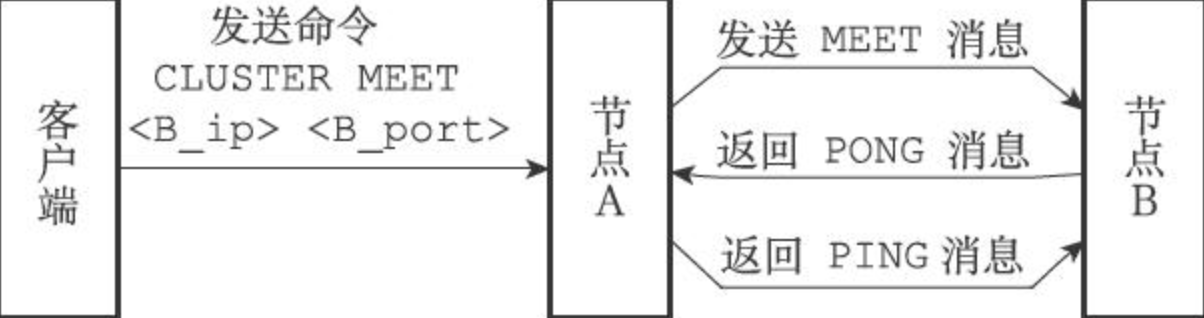 客户端
发送命令
CLUSTER MEET
<B_ip> <B_port>
节点A
发送 MEET 消息
返回 PONG 消息
返回 PING 消息
节点B